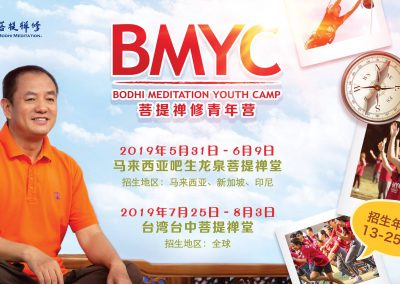 菩提禅修
BODHI MEDITATION
BMYC
BODHI MEDITATION YOUTH CAMP
菩提禅修青年营
2019年5月31日 - 6月9日
马来西亚吧生龙泉菩提禅堂
招生地区：马来西亚、新加坡、印尼
2019年7月25日 - 8月3日
台湾台中菩提禅堂
招生地区：全球
招生年
13-25